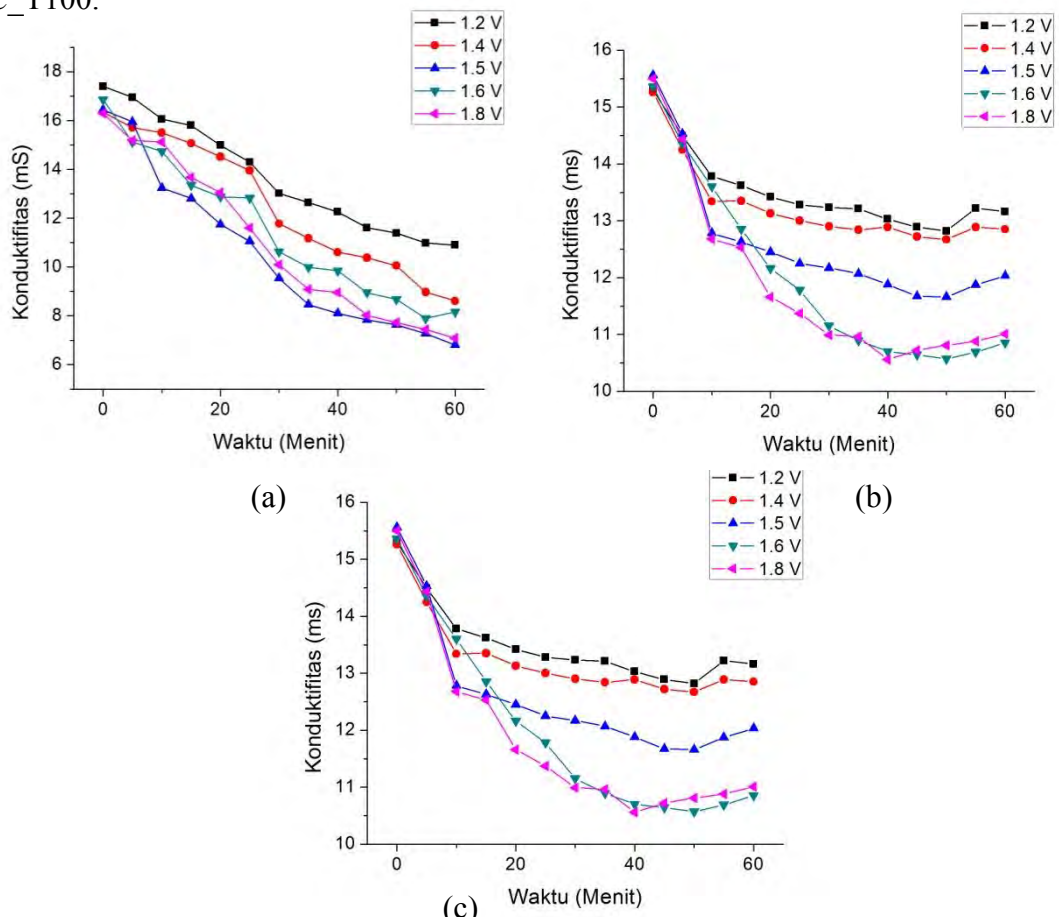 1.2 V
1.4 V
1.5 V
1.6 V
1.8 V
18
16
14
12
10
8
6
Konduktifitas (mS)
0 20 40 60
Waktu (Menit)
(a)
1.2 V
1.4 V
1.5 V
1.6 V
1.8 V
16
15
14
13
12
11
10
Konduktifitas (ms)
0 20 40 60
Waktu (Menit)
(b)
1.2 V
1.4 V
1.5 V
1.6 V
1.8 V
16
15
14
13
12
11
10
Konduktifitas (ms)
0 20 40 60
Waktu (Menit)
(c)